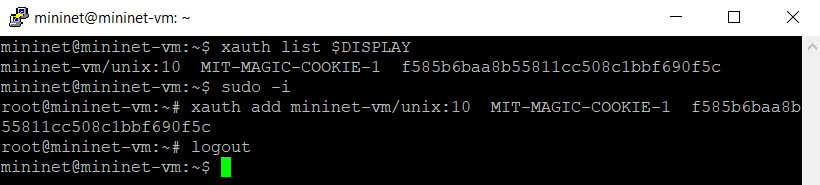 mininet@mininet-vm: ~
mininet@mininet-vm:~$ xauth list $DISPLAY
mininet-vm/unix:10  MIT-MAGIC-COOKIE-1  f585b6baa8b55811cc508c1bbf690f5c
mininet@mininet-vm:~$ sudo -i
root@mininet-vm:~# xauth add mininet-vm/unix:10  MIT-MAGIC-COOKIE-1  f585b6baa8b
55811cc508c1bbf690f5c
root@mininet-vm:~# logout
mininet@mininet-vm:~$